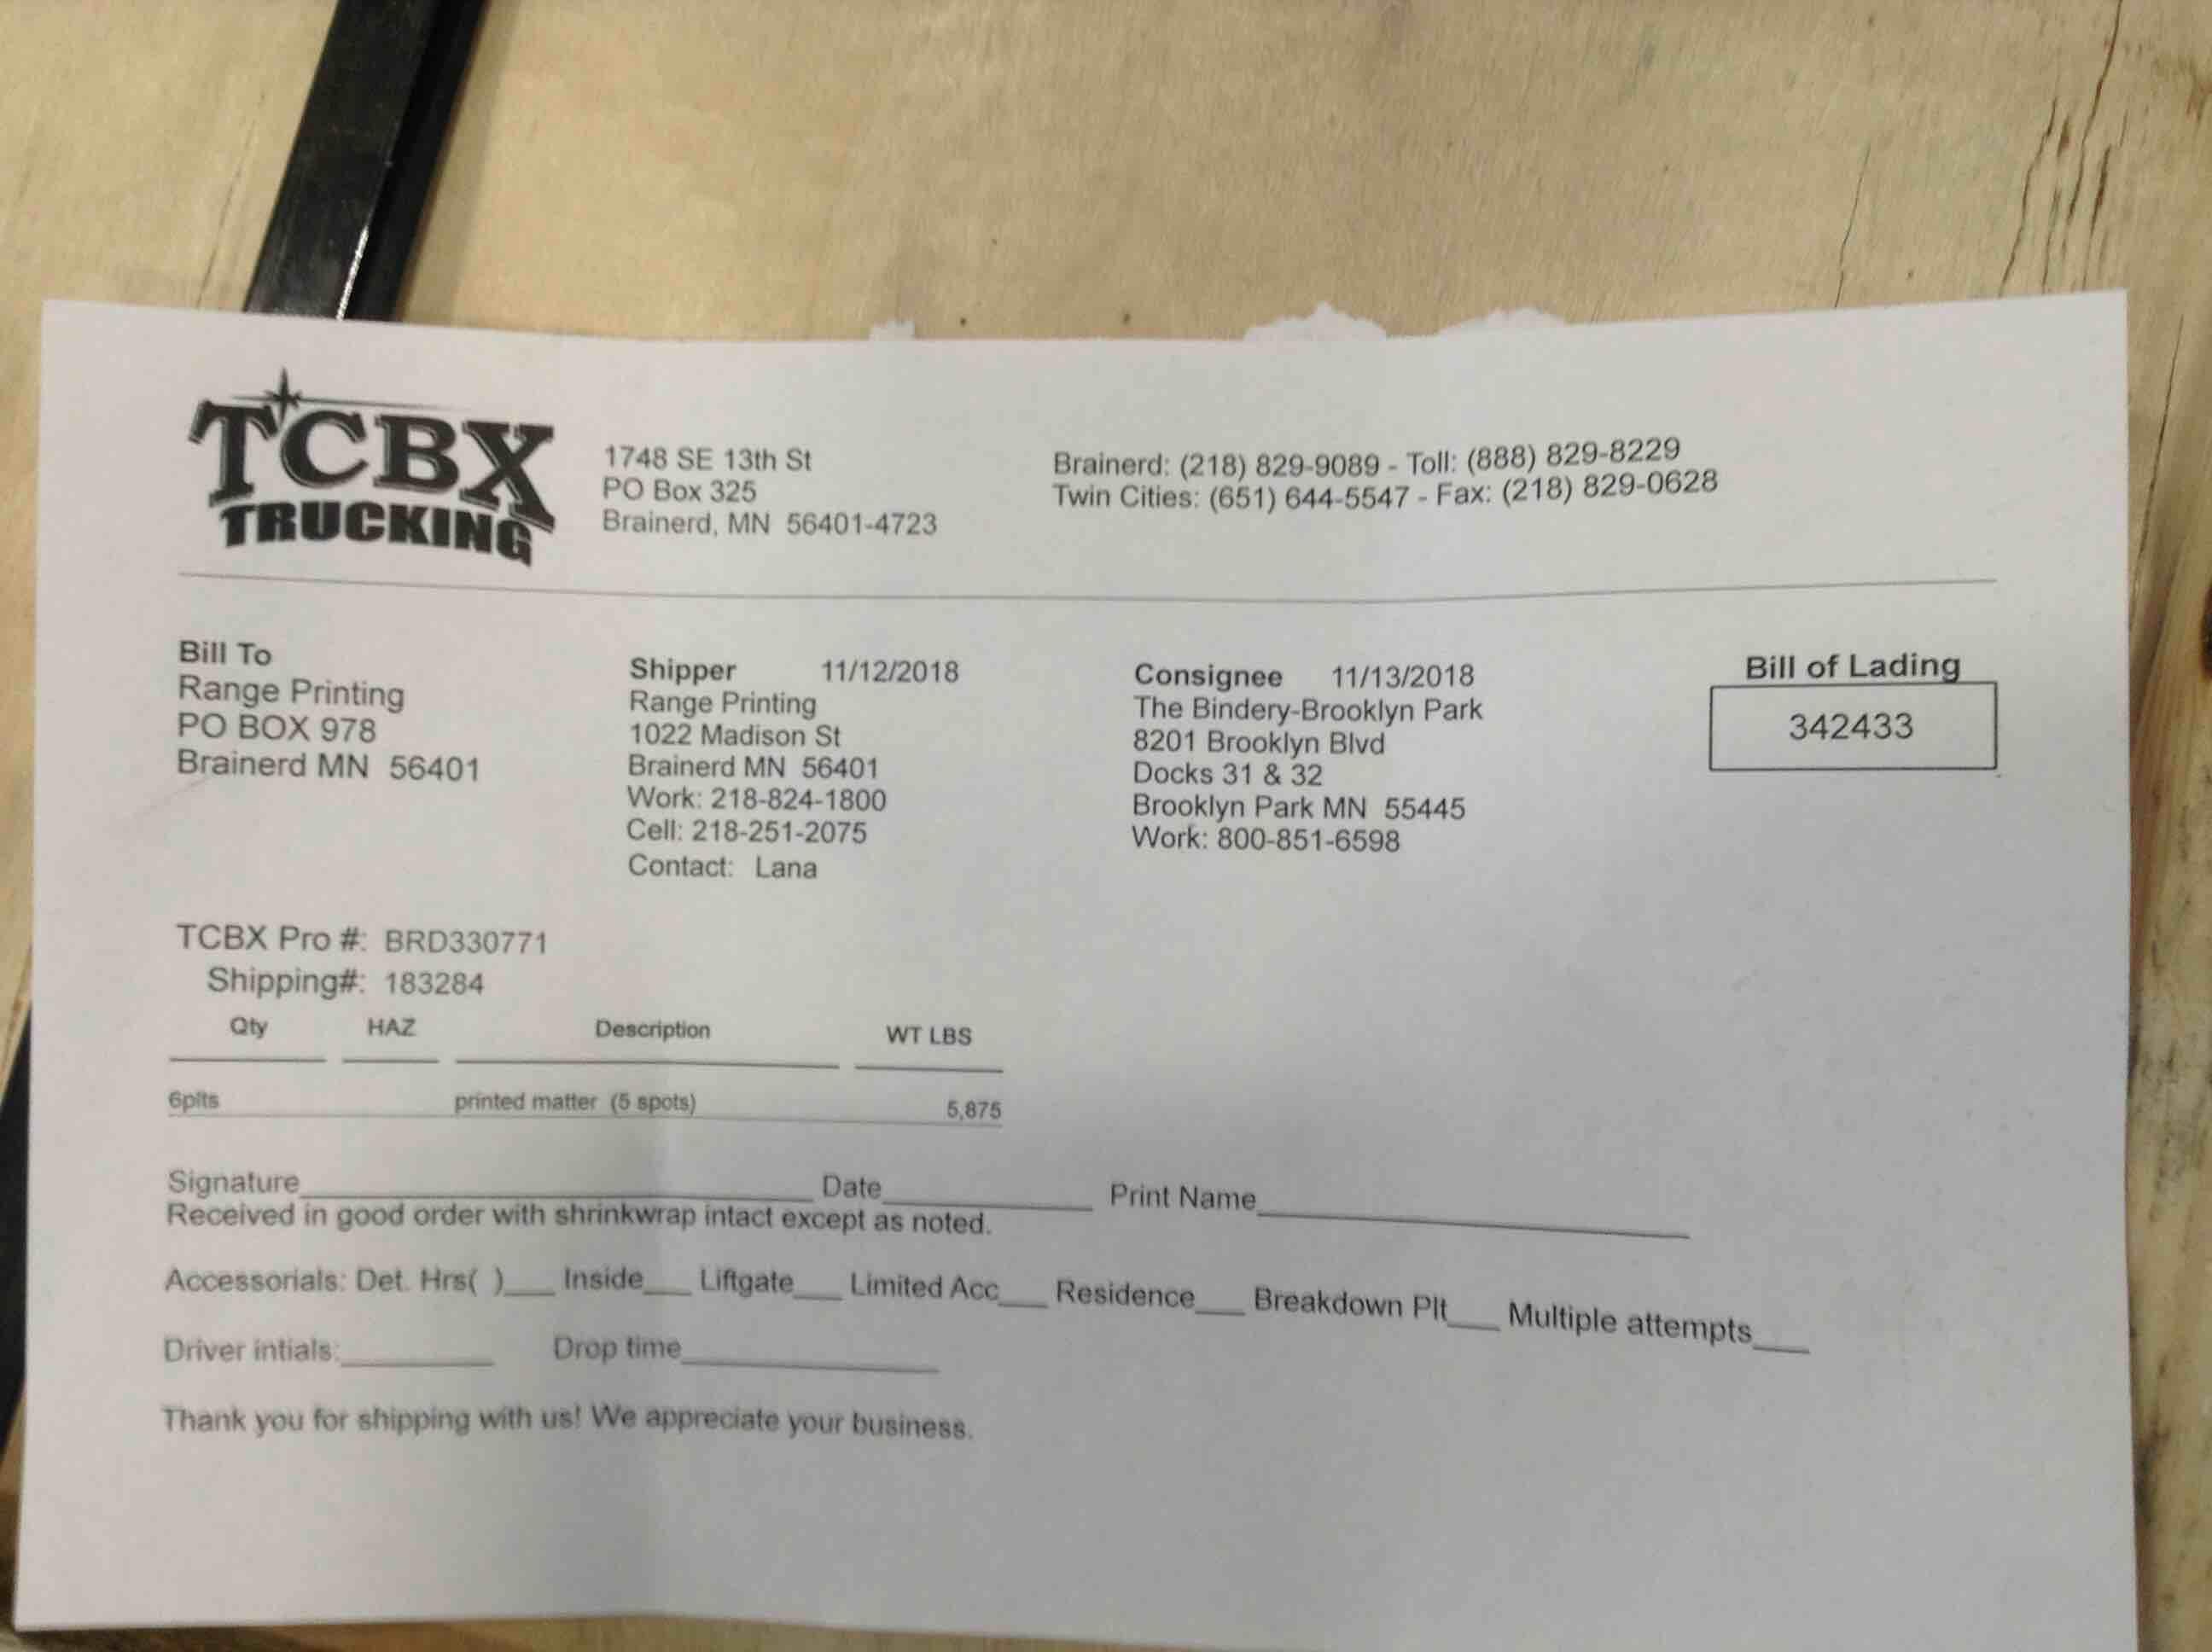 TCBX
TRUCKING
1748 SE 13th St
PO Box 325
Brainerd, MN 56401-4723
Brainerd: (218) 829-9089 - Toll: (888) 829-8229
Twin Cities: (651) 644-5547 - Fax: (218) 829-0628
Bill To
Range Printing
PO BOX 978
Brainerd MN 56401
Shipper 11/12/2018
Range Printing
1022 Madison St
Brainerd MN 56401
Work: 218-824-1800
Cell: 218-251-2075
Contact: Lana
Consignee 11/13/2018
The Bindery-Brooklyn Park
8201 Brooklyn Blvd
Docks 31 & 32
Brooklyn Park MN 55445
Work: 800-851-6598
Bill of Lading
342433
TCBX Pro #: BRD330771
Shipping#: 183284
Qty HAZ Description WT LBS
6plts printed matter (5 spots) 5,875
Signature Date Print Name
Received in good order with shrinkwrap intact except as noted.
Accessorials: Det. Hrs( )___ Inside___ Liftgate___ Limited Acc___ Residence___ Breakdown Plt___ Multiple attempts___
Driver intials: Drop time
Thank you for shipping with us! We appreciate your business.